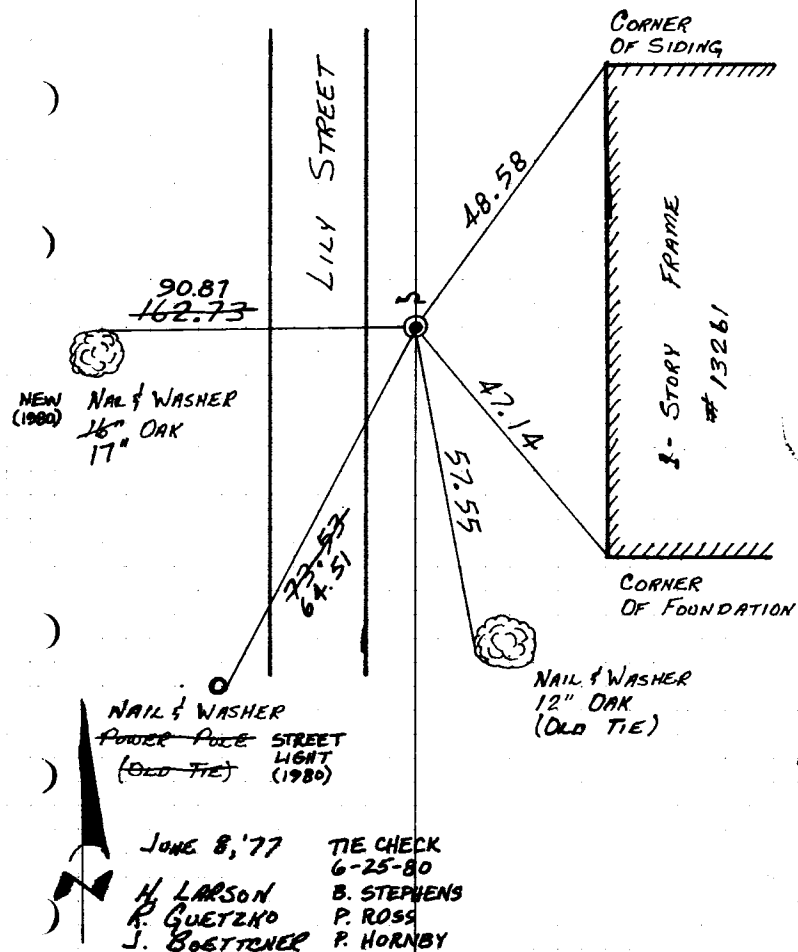 CORNER
OF SIDING
LILY STREET
48.58
1 - STORY FRAME
# 13261
90.87
162.73
5
NEW
(1980)
NAIL & WASHER
16" OAK
17"
47.14
57.55
73.53
64.51
CORNER
OF FOUNDATION
NAIL & WASHER
12" OAK
(OLD TIE)
NAIL & WASHER
POWER POLE STREET
LIGHT
(OLD TIE) (1980)
N
JUNE 8, '77
H. LARSON
R. GUETZKO
J. BOETTCHER
TIE CHECK
6-25-80
B. STEPHENS
P. ROSS
P. HORNBY